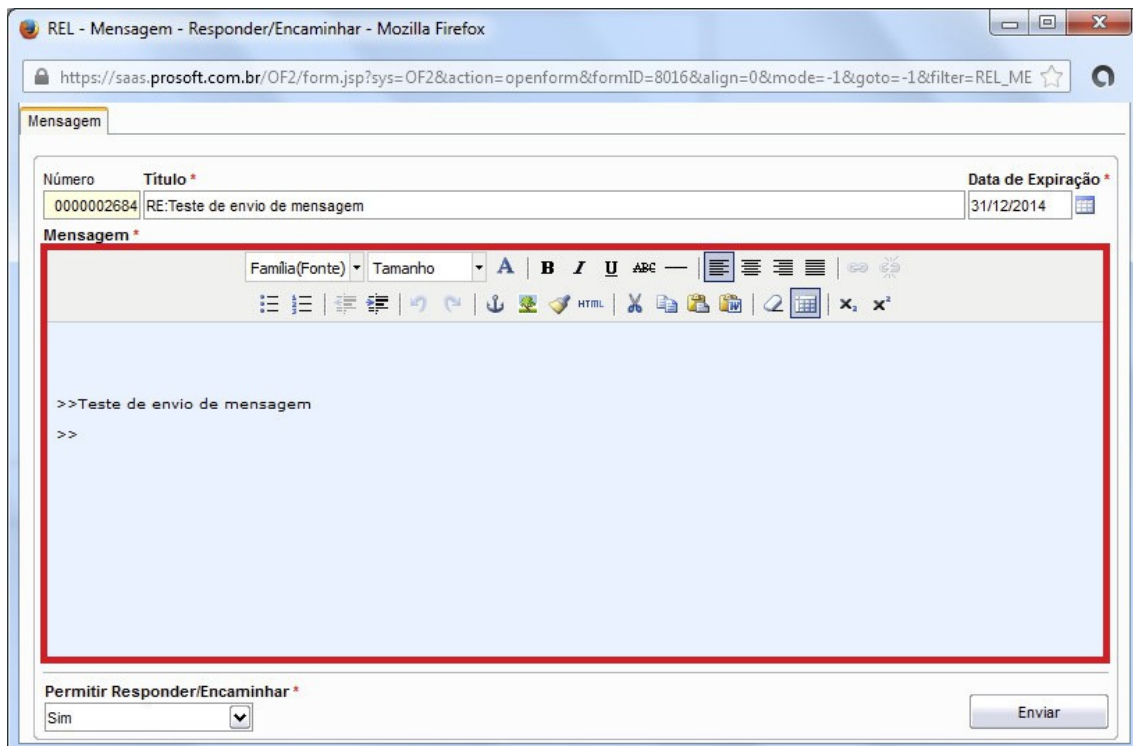 REL - Mensagem - Responder/Encaminhar - Mozilla Firefox
https://saas.prosoft.com.br/OF2/form.jsp?sys=OF2&action=openform&formID=8016&align=0&mode=-1&goto=-1&filter=REL_ME
Mensagem
Número Título * Data de Expiração *
0000002684 RE:Teste de envio de mensagem 31/12/2014
Mensagem *
Família(Fonte) Tamanho A B I U ABC
HTML W x₂ x²
>>Teste de envio de mensagem
>>
Permitir Responder/Encaminhar *
Sim Enviar